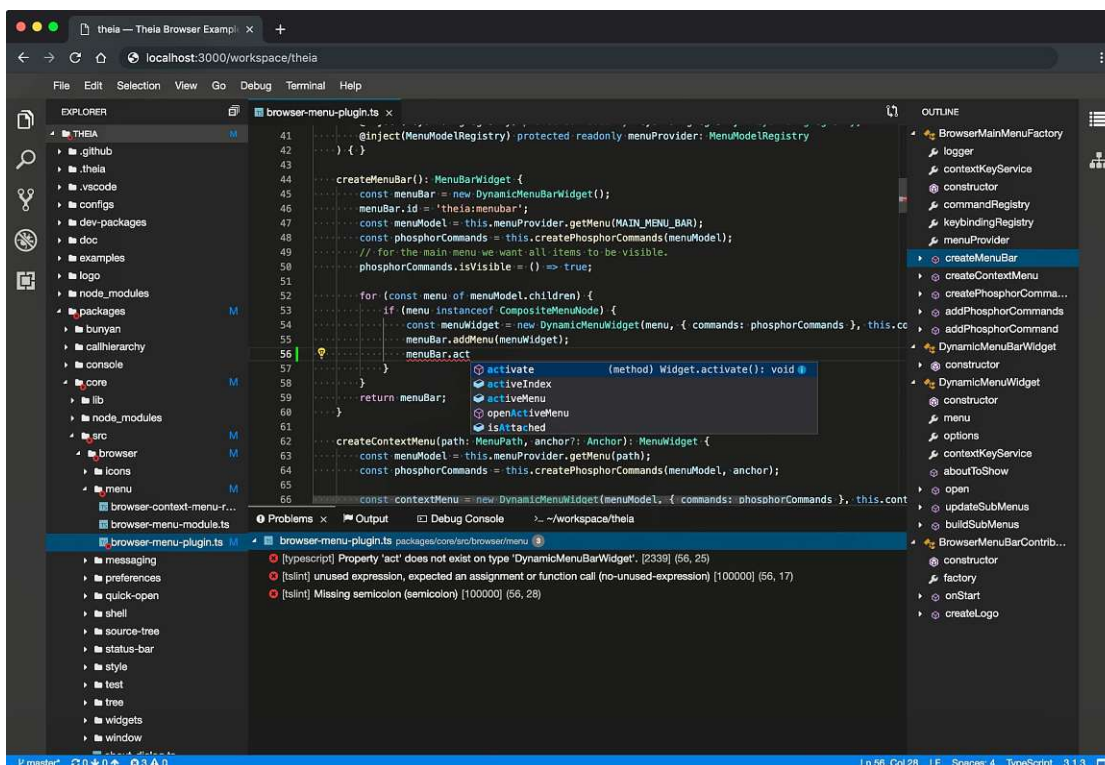 theia — Theia Browser Exampl
localhost:3000/workspace/theia
File Edit Selection View Go Debug Terminal Help
EXPLORER
THEIA M
.github
.theia
.vscode
configs
dev-packages
doc
examples
logo
node_modules
packages M
bunyan
callhierarchy
console
core M
lib
node_modules
src M
browser M
icons
menu M
browser-context-menu-r...
browser-menu-module.ts
browser-menu-plugin.ts M
messaging
preferences
quick-open
shell
source-tree
status-bar
style
test
tree
widgets
window
about-dialog.ts
browser-menu-plugin.ts ×
41 @inject(MenuModelRegistry) protected readonly menuProvider: MenuModelRegistry
42 ) { }
43
44 createMenuBar(): MenuBarWidget {
45 const menuBar = new DynamicMenuBarWidget();
46 menuBar.id = 'theia:menubar';
47 const menuModel = this.menuProvider.getMenu(MAIN_MENU_BAR);
48 const phosphorCommands = this.createPhosphorCommands(menuModel);
49 // for the main menu we want all items to be visible.
50 phosphorCommands.isVisible = () => true;
51
52 for (const menu of menuModel.children) {
53 if (menu instanceof CompositeMenuNode) {
54 const menuWidget = new DynamicMenuWidget(menu, { commands: phosphorCommands }, this.co
55 menuBar.addMenu(menuWidget);
56 menuBar.act
57 }
58 }
59 return menuBar;
60 }
61
62 createContextMenu(path: MenuPath, anchor?: Anchor): MenuWidget {
63 const menuModel = this.menuProvider.getMenu(path);
64 const phosphorCommands = this.createPhosphorCommands(menuModel, anchor);
65
66 const contextMenu = new DynamicMenuWidget(menuModel, { commands: phosphorCommands }, this.cont
activate (method) Widget.activate(): void
activeIndex
activeMenu
openActiveMenu
isAttached
Problems × Output Debug Console >_ ~/workspace/theia
browser-menu-plugin.ts packages/core/src/browser/menu 3
[typescript] Property 'act' does not exist on type 'DynamicMenuBarWidget'. [2339] (56, 25)
[tslint] unused expression, expected an assignment or function call (no-unused-expression) [100000] (56, 17)
[tslint] Missing semicolon (semicolon) [100000] (56, 28)
OUTLINE
BrowserMainMenuFactory
logger
contextKeyService
constructor
commandRegistry
keybindingRegistry
menuProvider
createMenuBar
createContextMenu
createPhosphorComma...
addPhosphorCommands
addPhosphorCommand
DynamicMenuBarWidget
constructor
DynamicMenuWidget
constructor
menu
options
contextKeyService
aboutToShow
open
updateSubMenus
buildSubMenus
BrowserMenuBarContrib...
constructor
factory
onStart
createLogo
master* 0 0 3 0
Ln 56, Col 28 LF Spaces: 4 TypeScript 3.1.3